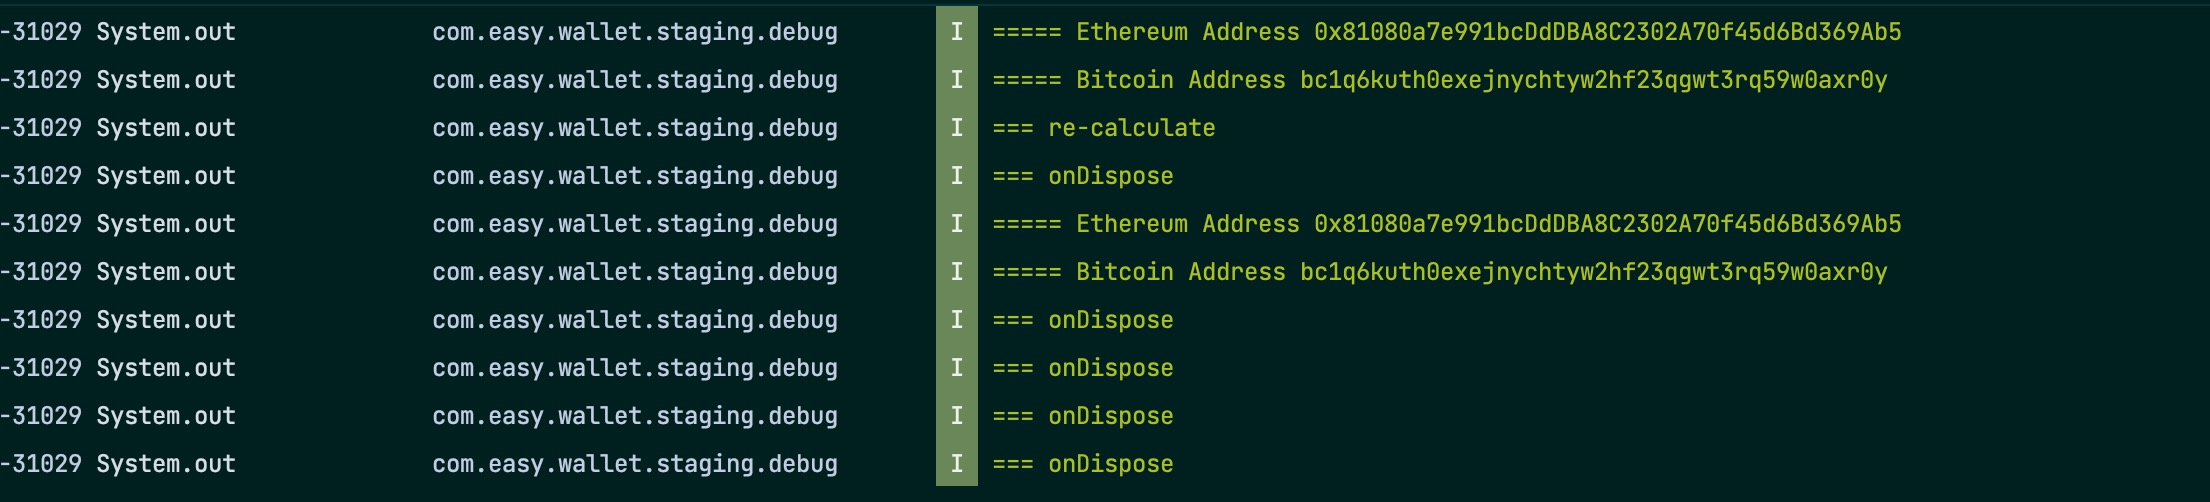 -31029 System.out com.easy.wallet.staging.debug I ===== Ethereum Address 0x81080a7e991bcDdDBA8C2302A70f45d6Bd369Ab5
-31029 System.out com.easy.wallet.staging.debug I ===== Bitcoin Address bc1q6kuth0exejnychtyw2hf23qgwt3rq59w0axr0y
-31029 System.out com.easy.wallet.staging.debug I === re-calculate
-31029 System.out com.easy.wallet.staging.debug I === onDispose
-31029 System.out com.easy.wallet.staging.debug I ===== Ethereum Address 0x81080a7e991bcDdDBA8C2302A70f45d6Bd369Ab5
-31029 System.out com.easy.wallet.staging.debug I ===== Bitcoin Address bc1q6kuth0exejnychtyw2hf23qgwt3rq59w0axr0y
-31029 System.out com.easy.wallet.staging.debug I === onDispose
-31029 System.out com.easy.wallet.staging.debug I === onDispose
-31029 System.out com.easy.wallet.staging.debug I === onDispose
-31029 System.out com.easy.wallet.staging.debug I === onDispose